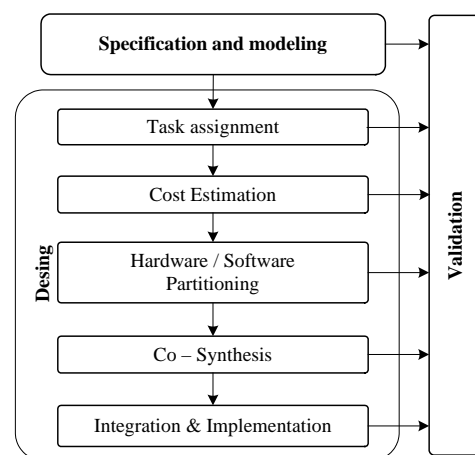 Specification and modeling
Task assignment
Cost Estimation
Hardware / Software
Partitioning
Co – Synthesis
Integration & Implementation
Desing
Validation